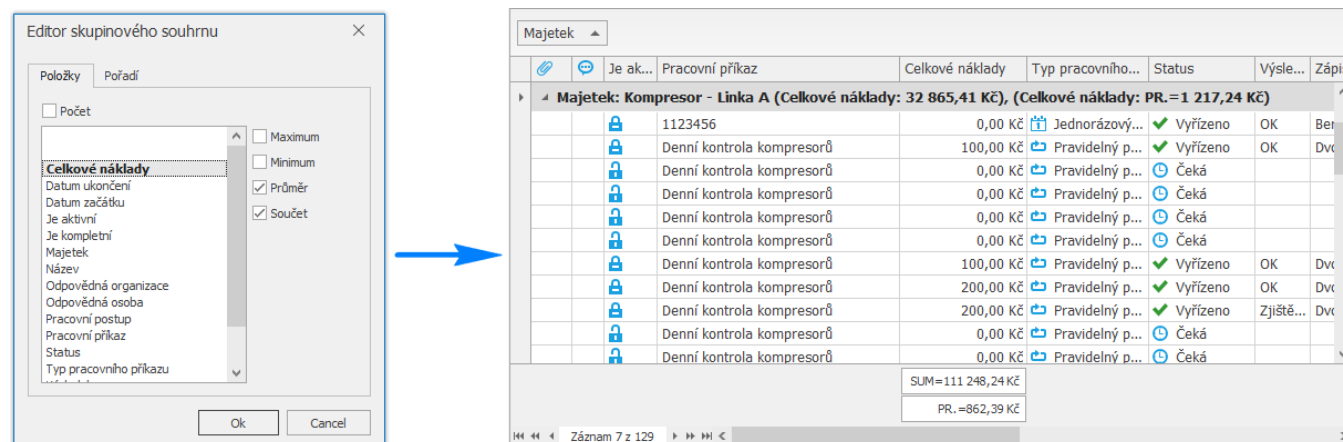 Editor skupinového souhrnu
Položky Pořadí
Počet
Maximum
Minimum
Průměr
Součet
Celkové náklady
Datum ukončení
Datum začátku
Je aktivní
Je kompletní
Majetek
Název
Odpovědná organizace
Odpovědná osoba
Pracovní postup
Pracovní příkaz
Status
Typ pracovního příkazu
Ok Cancel
Majetek
Je ak... Pracovní příkaz Celkové náklady Typ pracovního... Status Výsle... Zápi
Majetek: Kompresor - Linka A (Celkové náklady: 32 865,41 Kč), (Celkové náklady: PR.=1 217,24 Kč)
1123456 0,00 Kč Jednorázový... Vyřízeno OK Ber
Denní kontrola kompresorů 100,00 Kč Pravidelný p... Vyřízeno OK Dvo
Denní kontrola kompresorů 0,00 Kč Pravidelný p... Čeká
Denní kontrola kompresorů 0,00 Kč Pravidelný p... Čeká
Denní kontrola kompresorů 0,00 Kč Pravidelný p... Čeká
Denní kontrola kompresorů 0,00 Kč Pravidelný p... Čeká
Denní kontrola kompresorů 100,00 Kč Pravidelný p... Vyřízeno OK Dvo
Denní kontrola kompresorů 200,00 Kč Pravidelný p... Vyřízeno OK Dvo
Denní kontrola kompresorů 200,00 Kč Pravidelný p... Vyřízeno Zjiště... Dvo
Denní kontrola kompresorů 0,00 Kč Pravidelný p... Čeká
Denní kontrola kompresorů 0,00 Kč Pravidelný p... Čeká
SUM=111 248,24 Kč
PR.=862,39 Kč
Záznam 7 z 129